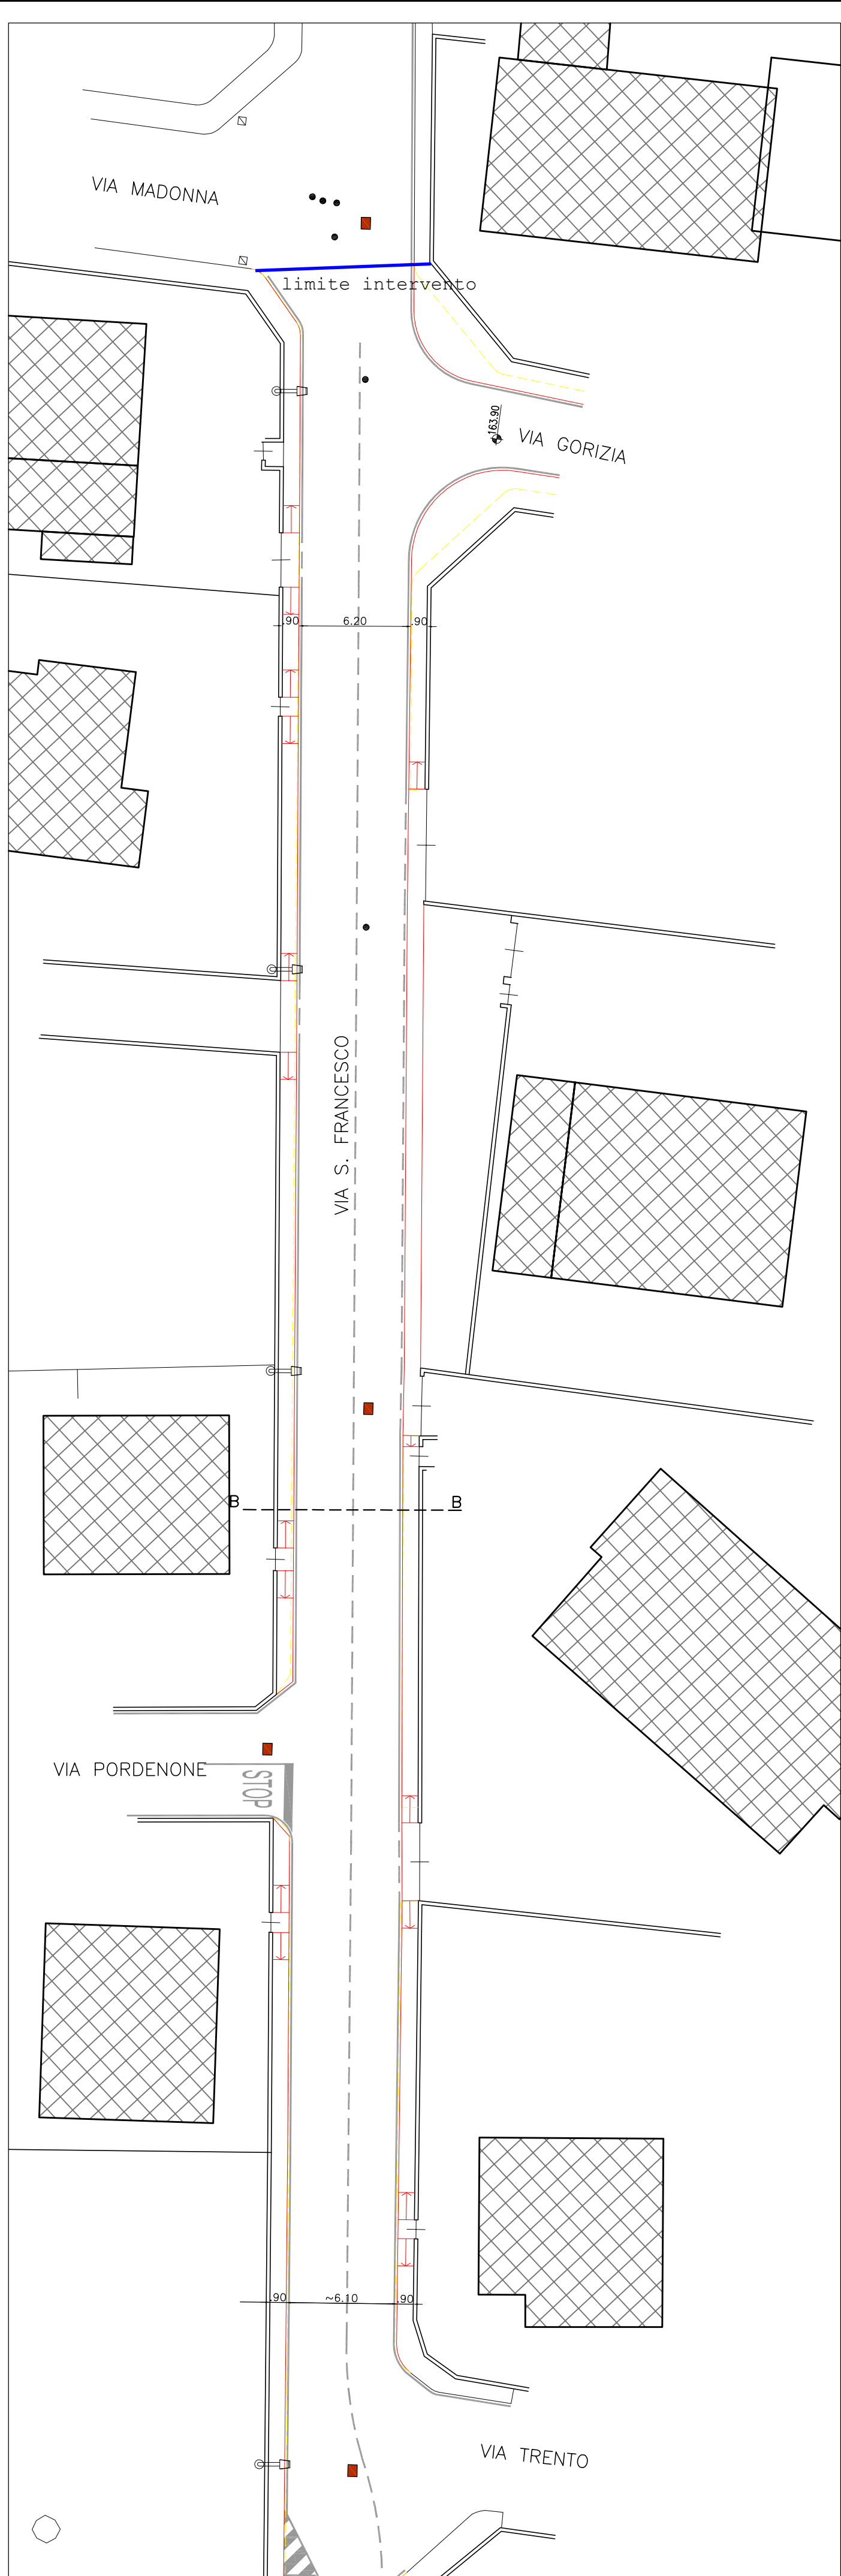 VIA MADONNA
limite intervento
163.90
VIA GORIZIA
.90 6.20 .90
VIA S. FRANCESCO
B B
VIA PORDENONE
STOP
.90 ~6.10 .90
VIA TRENTO